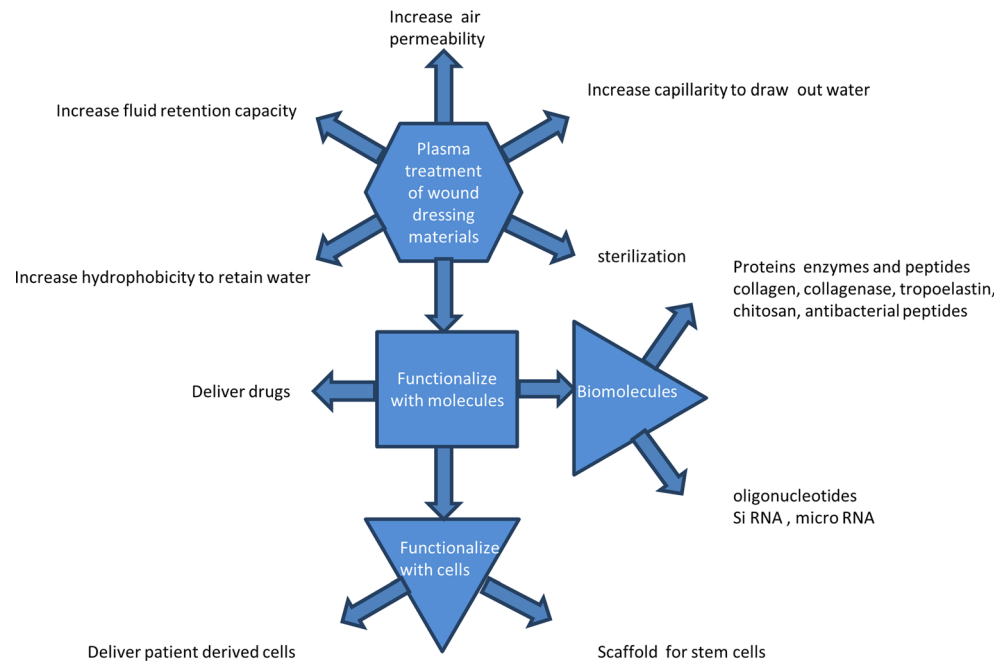 Increase air
permeability
Increase capillarity to draw out water
Increase fluid retention capacity
Plasma
treatment
of wound
dressing
materials
sterilization
Increase hydrophobicity to retain water
Proteins enzymes and peptides
collagen, collagenase, tropoelastin,
chitosan, antibacterial peptides
Deliver drugs
Functionalize
with molecules
Biomolecules
oligonucleotides
Si RNA , micro RNA
Functionalize
with cells
Deliver patient derived cells
Scaffold for stem cells